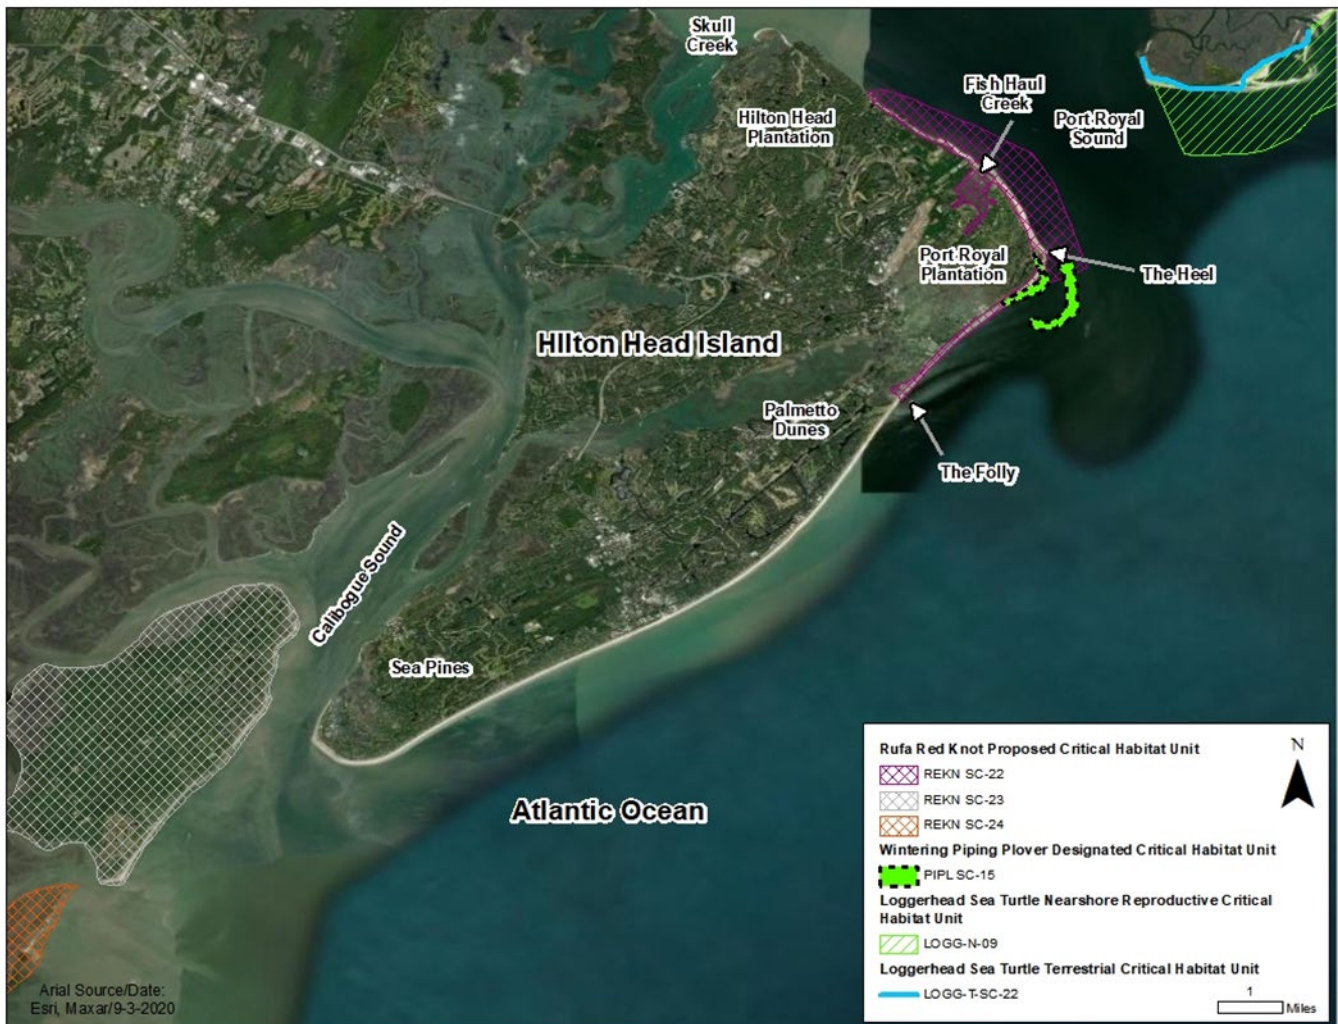 Skull
Creek
Fish Haul
Creek
Hilton Head
Plantation
Port Royal
Sound
Port Royal
Plantation
The Heel
HIlton Head Island
Palmetto
Dunes
The Folly
Calibogue Sound
Sea Pines
Atlantic Ocean
Rufa Red Knot Proposed Critical Habitat Unit
REKN SC-22
REKN SC-23
REKN SC-24
Wintering Piping Plover Designated Critical Habitat Unit
PIPL SC-15
Loggerhead Sea Turtle Nearshore Reproductive Critical
Habitat Unit
LOGG-N-09
Loggerhead Sea Turtle Terrestrial Critical Habitat Unit
LOGG-T-SC-22
N
1
Miles
Arial Source/Date:
Esri, Maxar/9-3-2020